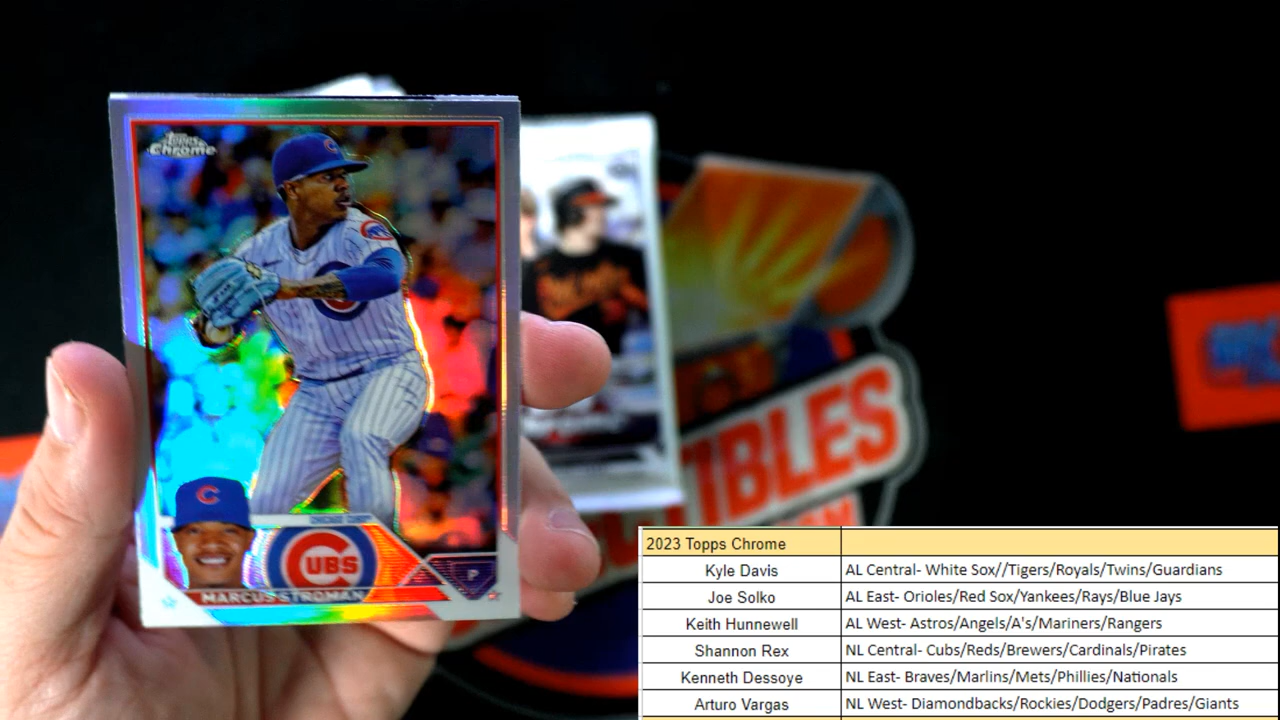 Topps
Chrome
C
C
CUBS
MARCUS STROMAN
P
TIBLES
2023 Topps Chrome
Kyle Davis AL Central- White Sox//Tigers/Royals/Twins/Guardians
Joe Solko AL East- Orioles/Red Sox/Yankees/Rays/Blue Jays
Keith Hunnewell AL West- Astros/Angels/A's/Mariners/Rangers
Shannon Rex NL Central- Cubs/Reds/Brewers/Cardinals/Pirates
Kenneth Dessoye NL East- Braves/Marlins/Mets/Phillies/Nationals
Arturo Vargas NL West- Diamondbacks/Rockies/Dodgers/Padres/Giants